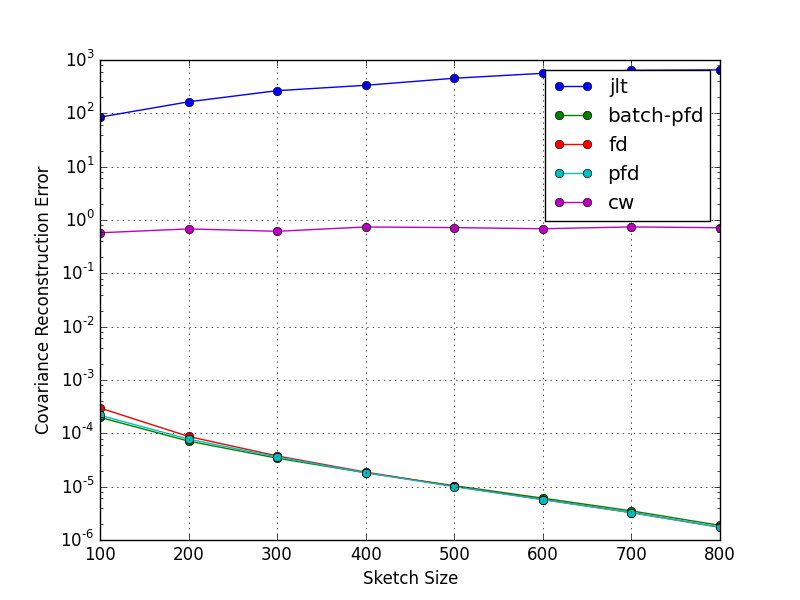 10^3
10^2
10^1
10^0
10^-1
10^-2
10^-3
10^-4
10^-5
10^-6
Covariance Reconstruction Error
jlt
batch-pfd
fd
pfd
cw
100 200 300 400 500 600 700 800
Sketch Size